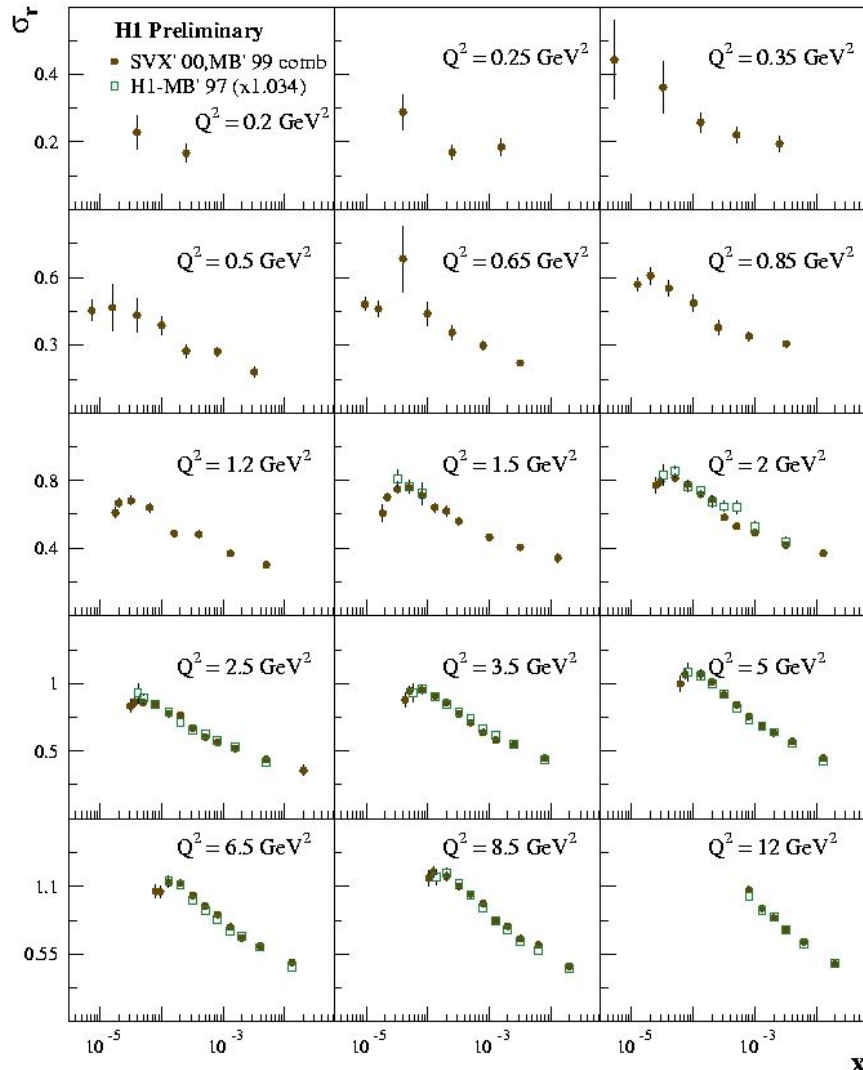 σr
H1 Preliminary
SVX' 00,MB' 99 comb
H1-MB' 97 (x1.034)
Q² = 0.2 GeV²
Q² = 0.25 GeV²
Q² = 0.35 GeV²
0.4
0.2
Q² = 0.5 GeV²
Q² = 0.65 GeV²
Q² = 0.85 GeV²
0.6
0.3
Q² = 1.2 GeV²
Q² = 1.5 GeV²
Q² = 2 GeV²
0.8
0.4
Q² = 2.5 GeV²
Q² = 3.5 GeV²
Q² = 5 GeV²
1
0.5
Q² = 6.5 GeV²
Q² = 8.5 GeV²
Q² = 12 GeV²
1.1
0.55
10⁻⁵ 10⁻³ 10⁻⁵ 10⁻³ 10⁻⁵ 10⁻³
x